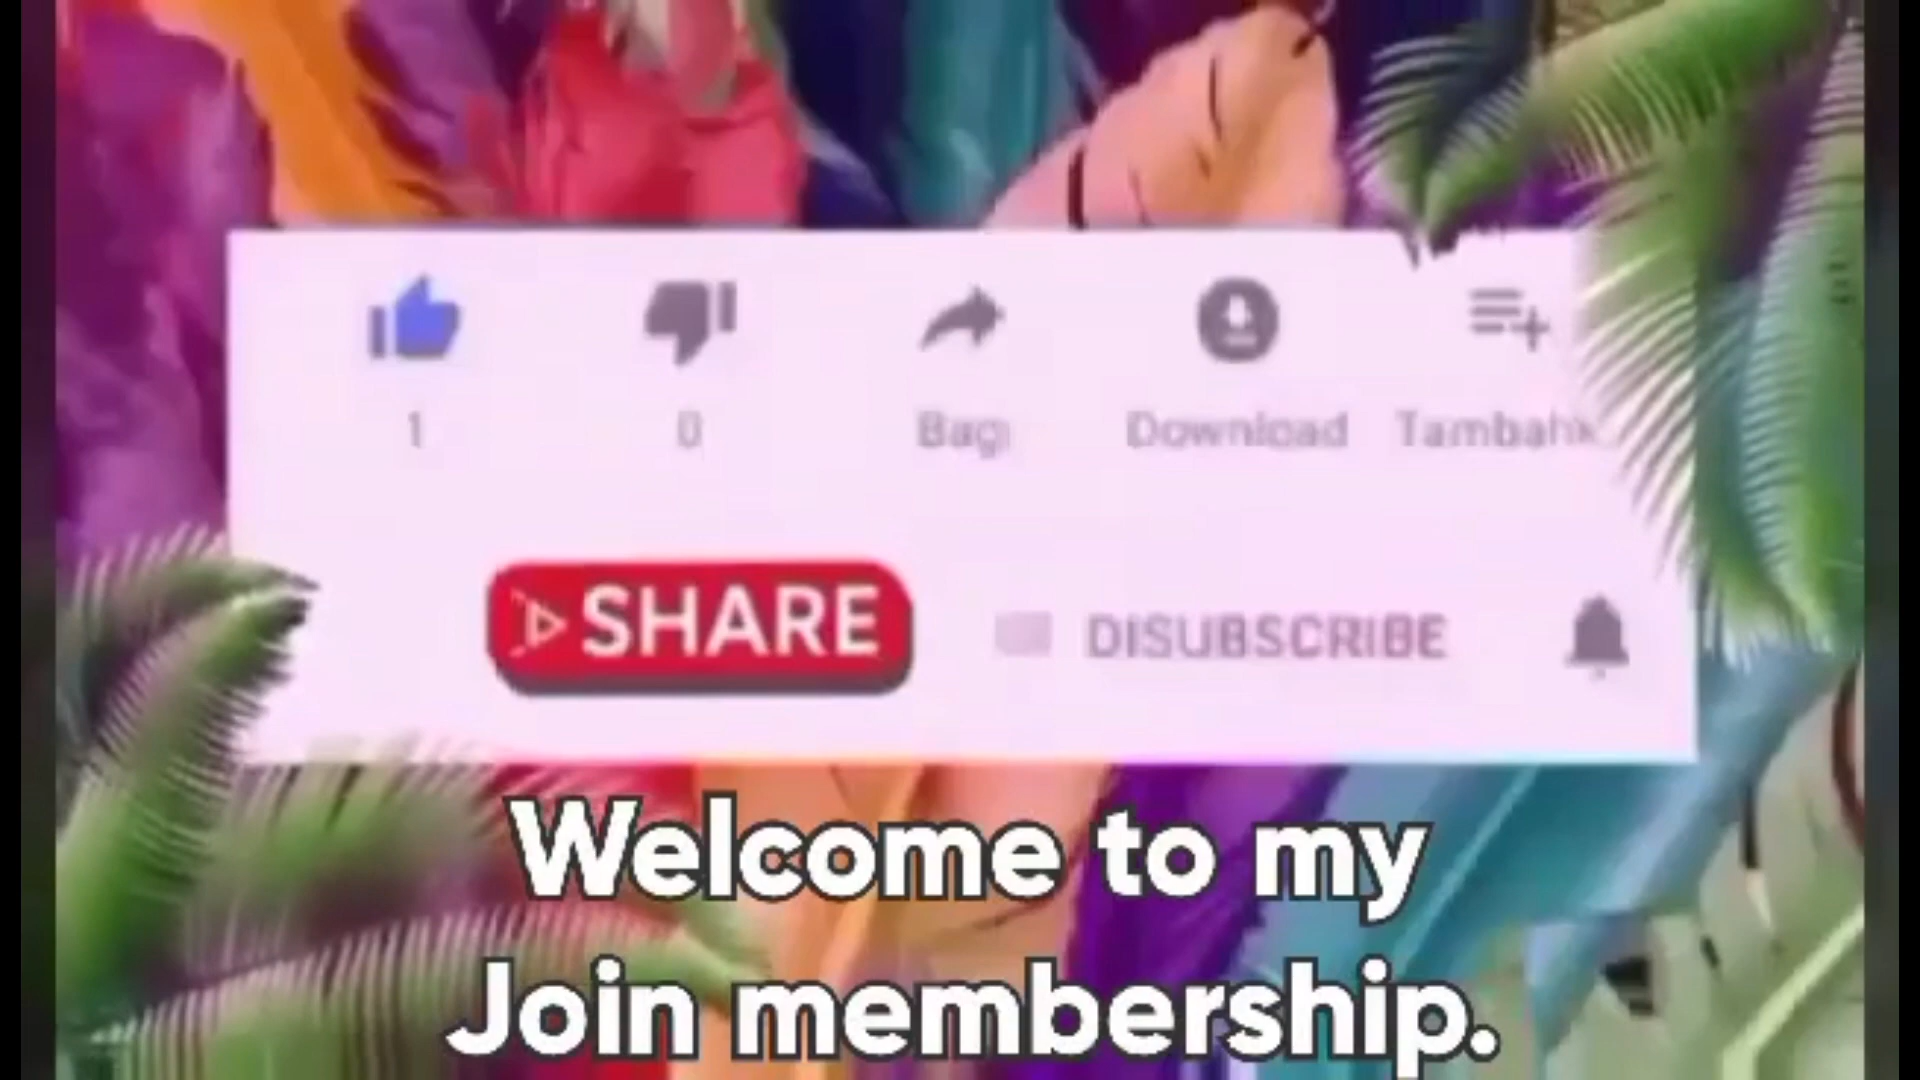 1 0 Bagi Download
SHARE DISUBSCRIBE
Welcome to my
Join membership.